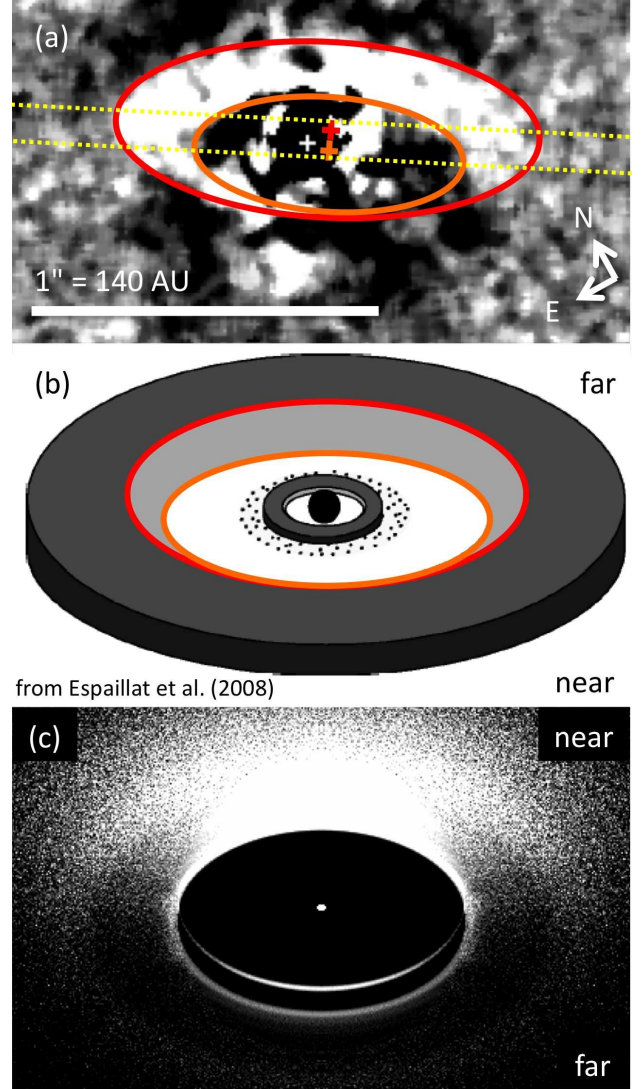 (a)
N
1" = 140 AU
E
(b)
far
from Espaillat et al. (2008)
near
(c)
near
far